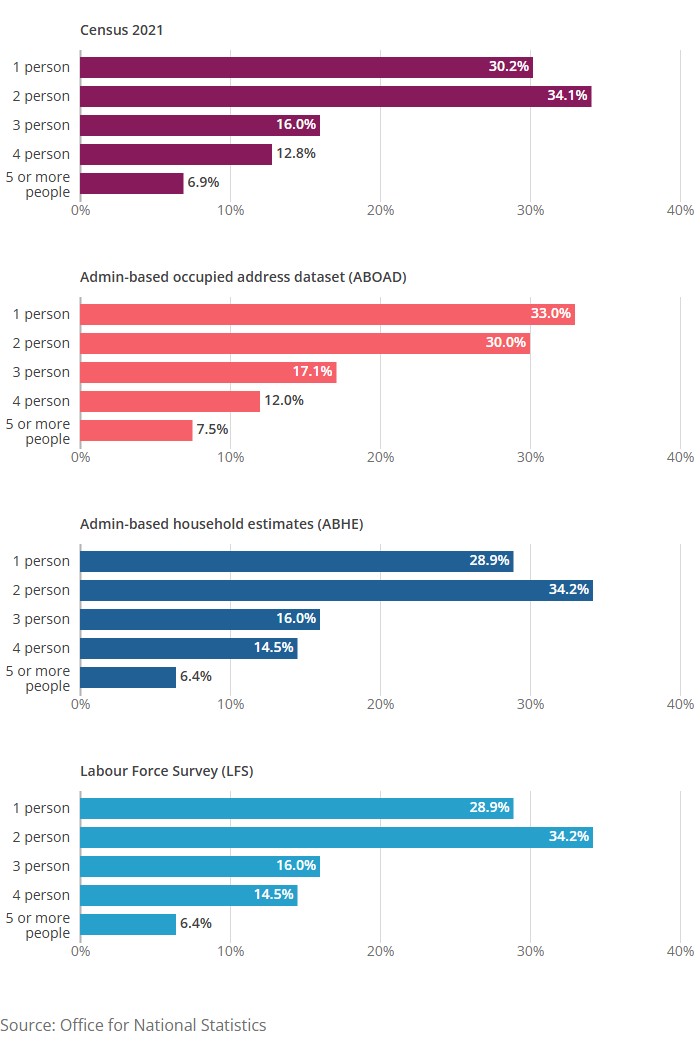 Census 2021
1 person 30.2%
2 person 34.1%
3 person 16.0%
4 person 12.8%
5 or more
people 6.9%
0% 10% 20% 30% 40%
Admin-based occupied address dataset (ABOAD)
1 person 33.0%
2 person 30.0%
3 person 17.1%
4 person 12.0%
5 or more
people 7.5%
0% 10% 20% 30% 40%
Admin-based household estimates (ABHE)
1 person 28.9%
2 person 34.2%
3 person 16.0%
4 person 14.5%
5 or more
people 6.4%
0% 10% 20% 30% 40%
Labour Force Survey (LFS)
1 person 28.9%
2 person 34.2%
3 person 16.0%
4 person 14.5%
5 or more
people 6.4%
0% 10% 20% 30% 40%
Source: Office for National Statistics